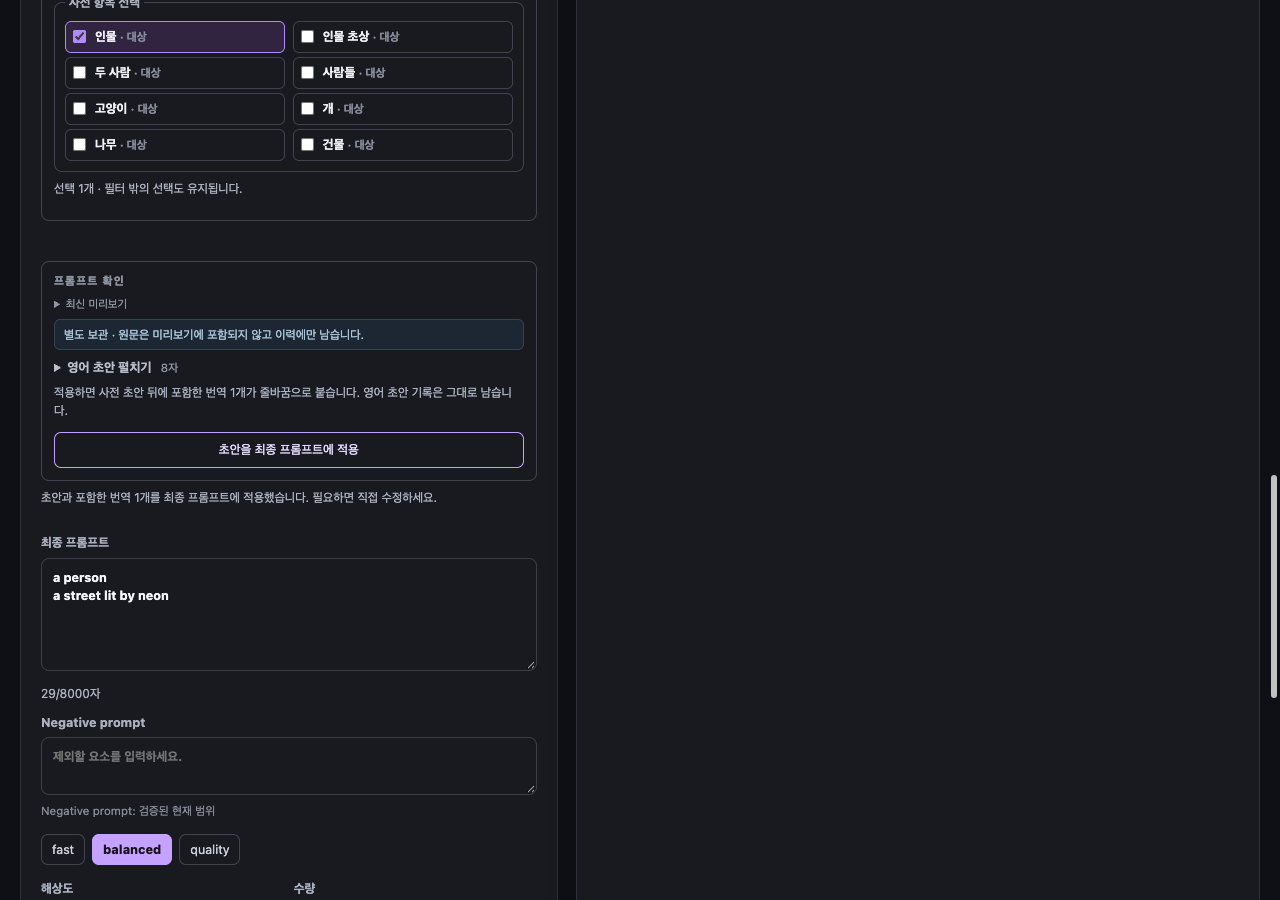 사전 항목 선택
인물 · 대상
인물 초상 · 대상
두 사람 · 대상
사람들 · 대상
고양이 · 대상
개 · 대상
나무 · 대상
건물 · 대상
선택 1개 · 필터 밖의 선택도 유지됩니다.
프롬프트 확인
최신 미리보기
별도 보관 · 원문은 미리보기에 포함되지 않고 이력에만 남습니다.
영어 초안 펼치기 8자
적용하면 사전 초안 뒤에 포함한 번역 1개가 줄바꿈으로 붙습니다. 영어 초안 기록은 그대로 남습니
다.
초안을 최종 프롬프트에 적용
초안과 포함한 번역 1개를 최종 프롬프트에 적용했습니다. 필요하면 직접 수정하세요.
최종 프롬프트
a person
a street lit by neon
29/8000자
Negative prompt
제외할 요소를 입력하세요.
Negative prompt: 검증된 현재 범위
fast
balanced
quality
해상도
수량